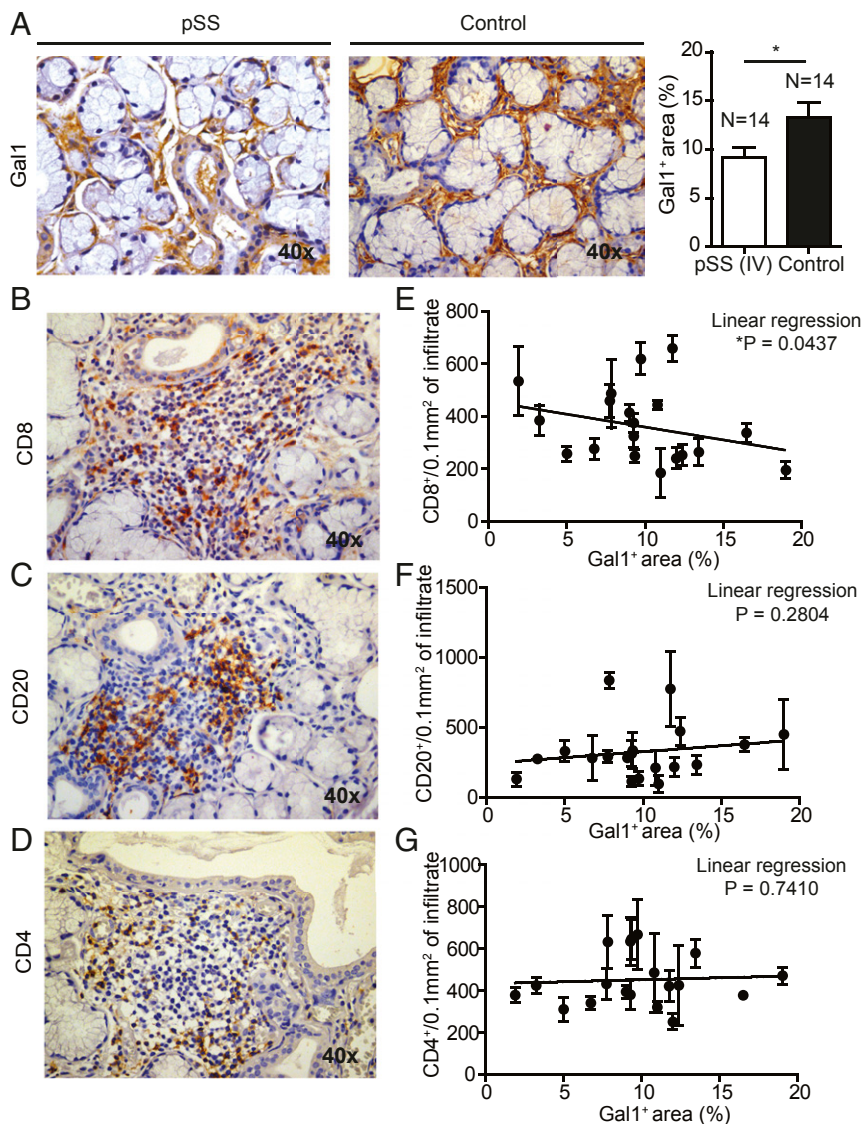 A
pSS
Control
Gal1
40x
40x
20
15
10
5
0
Gal1⁺ area (%)
*
N=14
N=14
pSS (IV) Control
B
CD8
40x
E
800
600
400
200
0
CD8⁺/0.1mm² of infiltrate
Linear regression
*P = 0.0437
0 5 10 15 20
Gal1⁺ area (%)
C
CD20
40x
F
1500
1000
500
0
CD20⁺/0.1mm² of infiltrate
Linear regression
P = 0.2804
0 5 10 15 20
Gal1⁺ area (%)
D
CD4
40x
G
1000
800
600
400
200
0
CD4⁺/0.1mm² of infiltrate
Linear regression
P = 0.7410
0 5 10 15 20
Gal1⁺ area (%)